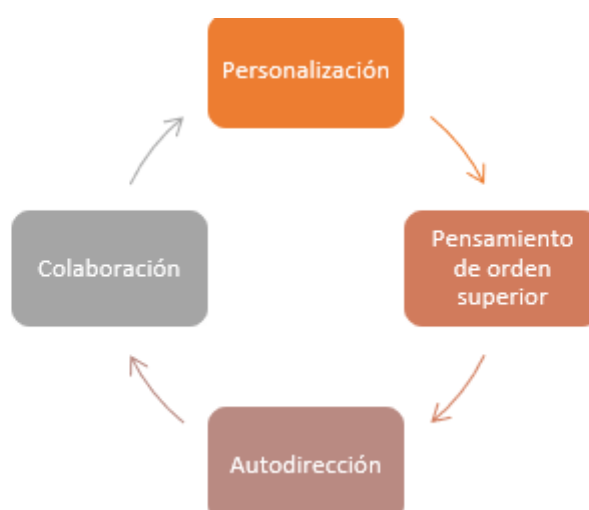 Personalización
Pensamiento
de orden
superior
Autodirección
Colaboración